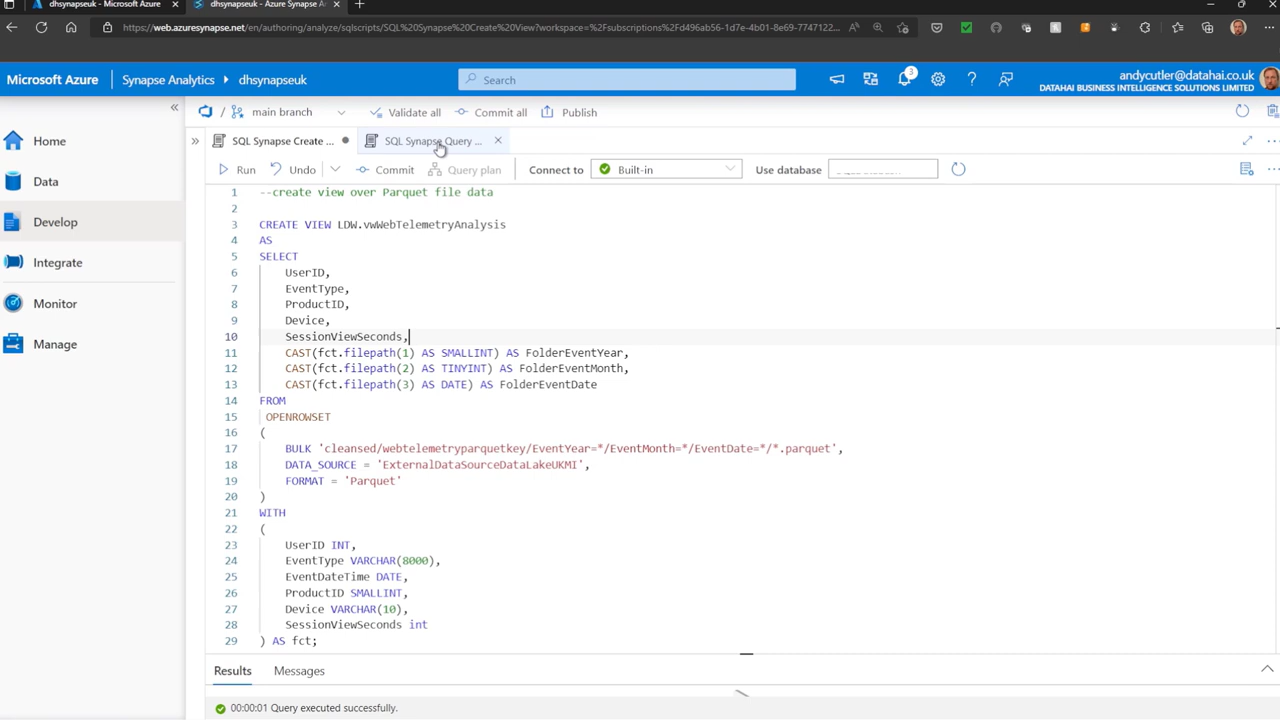 dhsynapseuk - Microsoft Azure
dhsynapseuk - Azure Synapse An
https://web.azuresynapse.net/en/authoring/analyze/sqlscripts/SQL%20Synapse%20Create%20View?workspace=%2Fsubscriptions%2Fd496ab56-1d7e-4b01-8e69-7747122...
Microsoft Azure
Synapse Analytics
dhsynapseuk
Search
3
andycutler@datahai.co.uk
DATAHAI BUSINESS INTELLIGENCE SOLUTIONS LIMITED
main branch
Validate all
Commit all
Publish
Home
Data
Develop
Integrate
Monitor
Manage
SQL Synapse Create ...
SQL Synapse Query ...
Run
Undo
Commit
Query plan
Connect to
Built-in
Use database
1 --create view over Parquet file data
2
3 CREATE VIEW LDW.vwWebTelemetryAnalysis
4 AS
5 SELECT
6 UserID,
7 EventType,
8 ProductID,
9 Device,
10 SessionViewSeconds,
11 CAST(fct.filepath(1) AS SMALLINT) AS FolderEventYear,
12 CAST(fct.filepath(2) AS TINYINT) AS FolderEventMonth,
13 CAST(fct.filepath(3) AS DATE) AS FolderEventDate
14 FROM
15 OPENROWSET
16 (
17 BULK 'cleansed/webtelemetryparquetkey/EventYear=*/EventMonth=*/EventDate=*/*.parquet',
18 DATA_SOURCE = 'ExternalDataSourceDataLakeUKMI',
19 FORMAT = 'Parquet'
20 )
21 WITH
22 (
23 UserID INT,
24 EventType VARCHAR(8000),
25 EventDateTime DATE,
26 ProductID SMALLINT,
27 Device VARCHAR(10),
28 SessionViewSeconds int
29 ) AS fct;
Results
Messages
00:00:01 Query executed successfully.